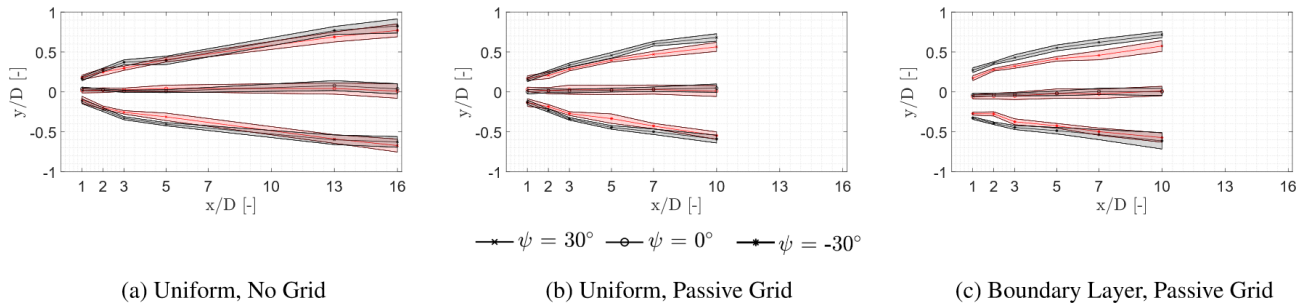 1
0.5
0
-0.5
-1
y/D [-]
1 2 3 5 7 10 13 16
x/D [-]
1
0.5
0
-0.5
-1
y/D [-]
1 2 3 5 7 10 13 16
x/D [-]
1
0.5
0
-0.5
-1
y/D [-]
1 2 3 5 7 10 13 16
x/D [-]
ψ = 30° ψ = 0° ψ = -30°
(a) Uniform, No Grid
(b) Uniform, Passive Grid
(c) Boundary Layer, Passive Grid